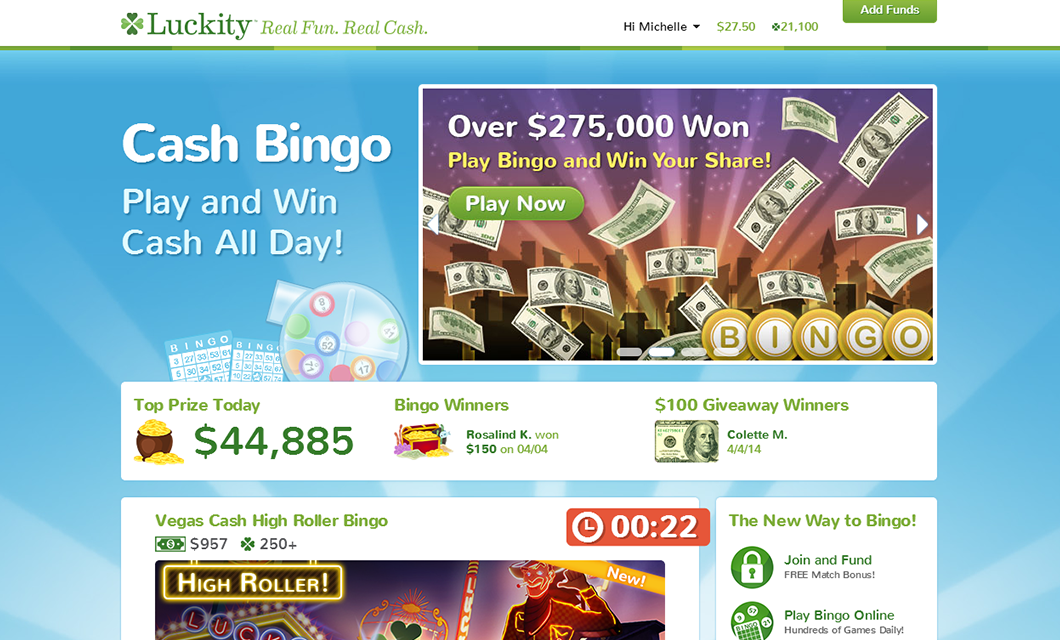 Luckity™ Real Fun. Real Cash.
Hi Michelle
$27.50
21,100
Add Funds
Cash Bingo
Play and Win
Cash All Day!
Over $275,000 Won
Play Bingo and Win Your Share!
Play Now
BINGO
BINGO
BINGO
Top Prize Today
$44,885
Bingo Winners
Rosalind K. won
$150 on 04/04
$100 Giveaway Winners
Colette M.
4/4/14
Vegas Cash High Roller Bingo
$957
250+
00:22
HIGH ROLLER!
New!
LUCK
The New Way to Bingo!
Join and Fund
FREE Match Bonus!
Play Bingo Online
Hundreds of Games Daily!